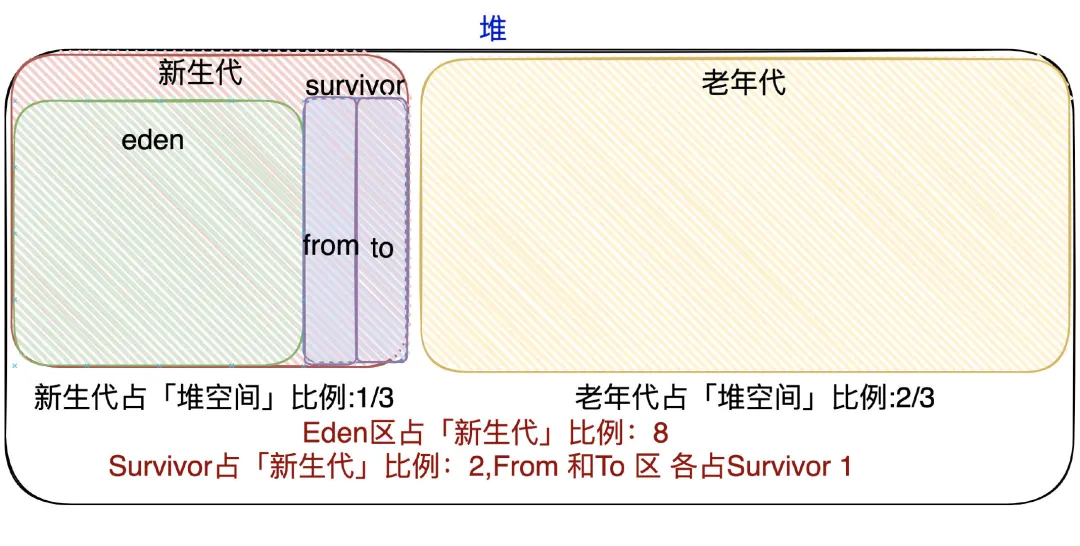 堆
新生代
survivor
老年代
eden
from
to
新生代占「堆空间」比例:1/3
老年代占「堆空间」比例:2/3
Eden区占「新生代」比例：8
Survivor占「新生代」比例：2,From 和To 区 各占Survivor 1